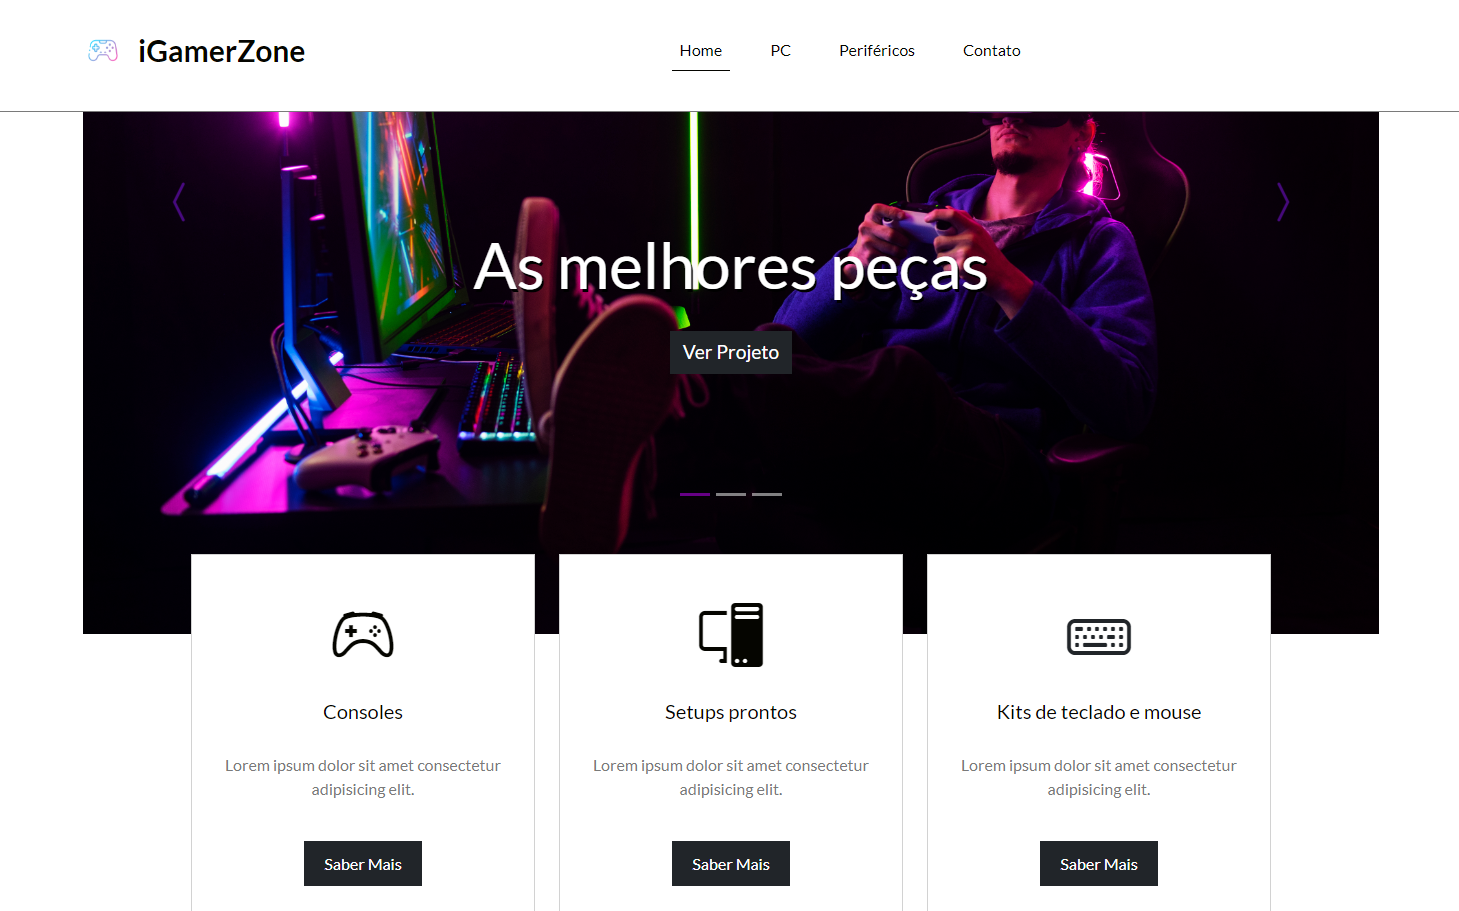 iGamerZone
Home PC Periféricos Contato
As melhores peças
Ver Projeto
Consoles
Lorem ipsum dolor sit amet consectetur
adipisicing elit.
Saber Mais
Setups prontos
Lorem ipsum dolor sit amet consectetur
adipisicing elit.
Saber Mais
Kits de teclado e mouse
Lorem ipsum dolor sit amet consectetur
adipisicing elit.
Saber Mais